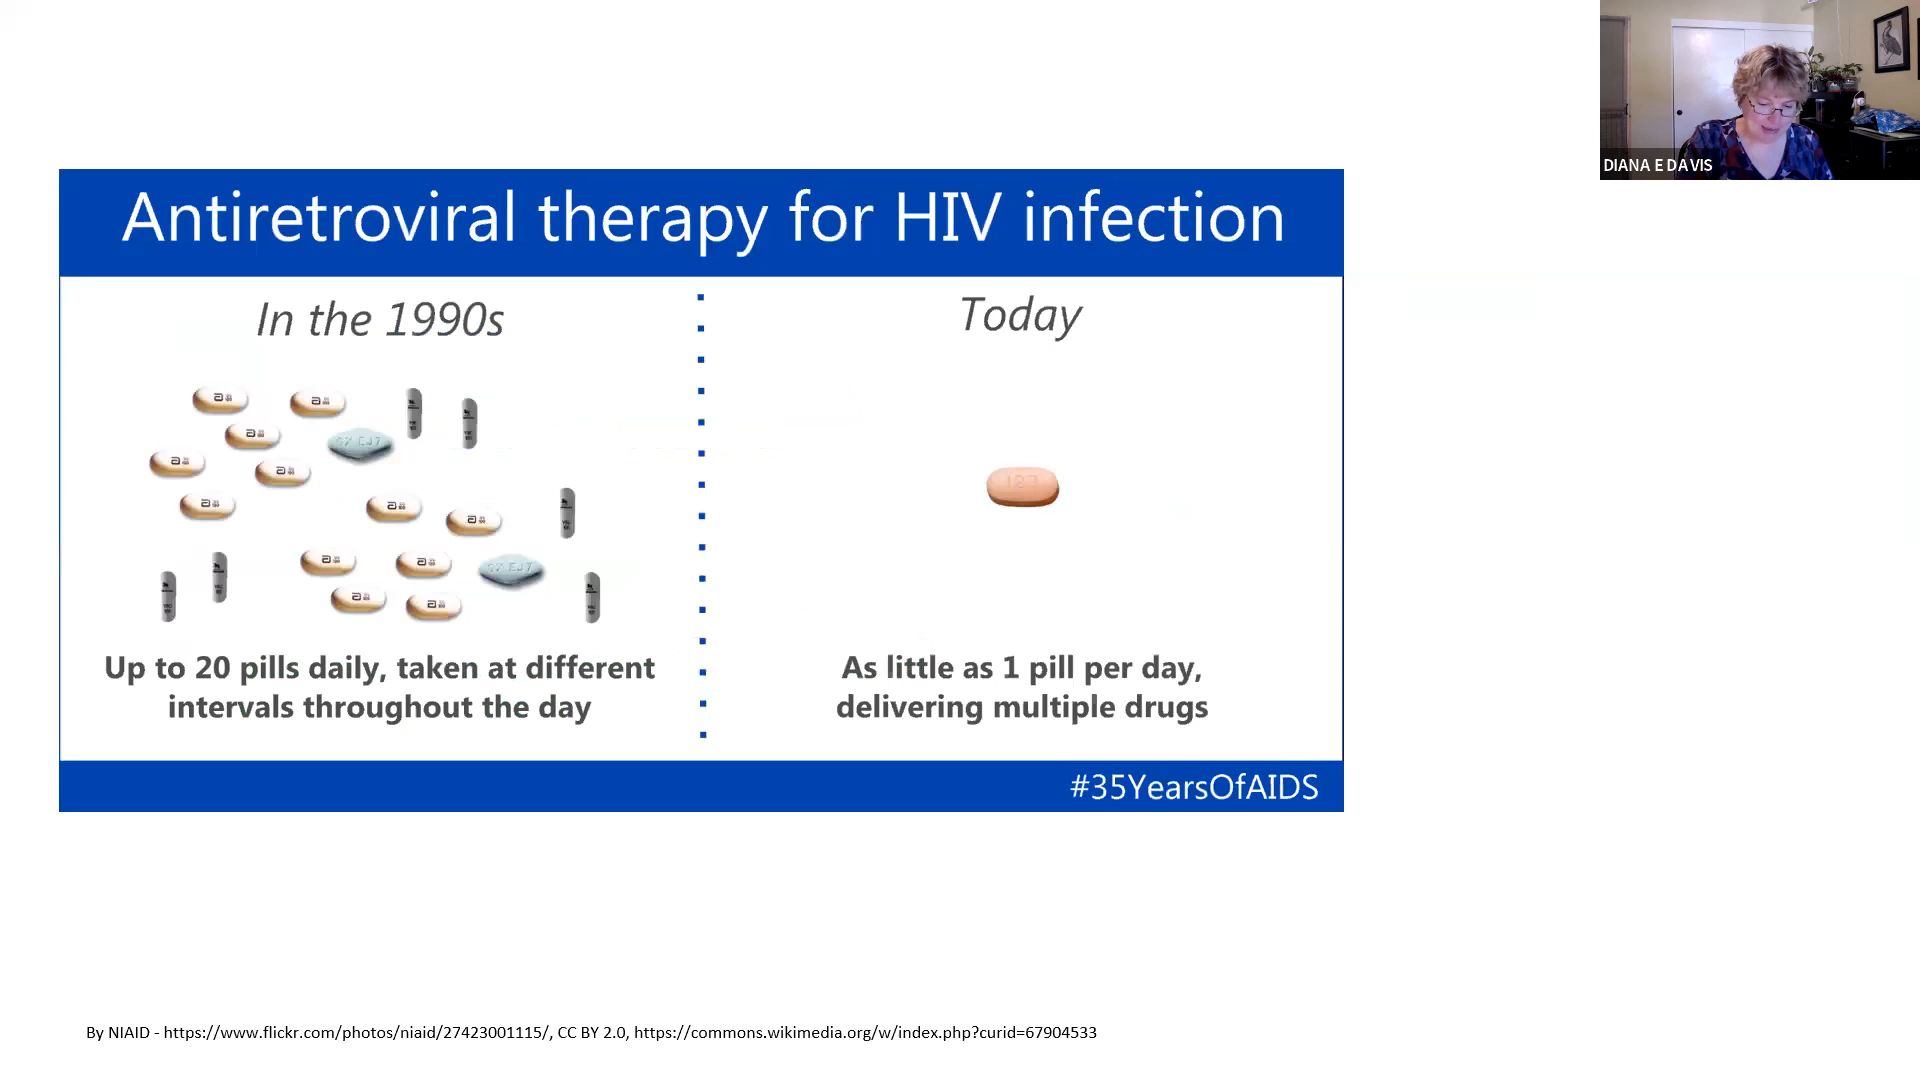 DIANA E DAVIS
Antiretroviral therapy for HIV infection
In the 1990s
Today
Up to 20 pills daily, taken at different
intervals throughout the day
As little as 1 pill per day,
delivering multiple drugs
#35YearsOfAIDS
By NIAID - https://www.flickr.com/photos/niaid/27423001115/, CC BY 2.0, https://commons.wikimedia.org/w/index.php?curid=67904533